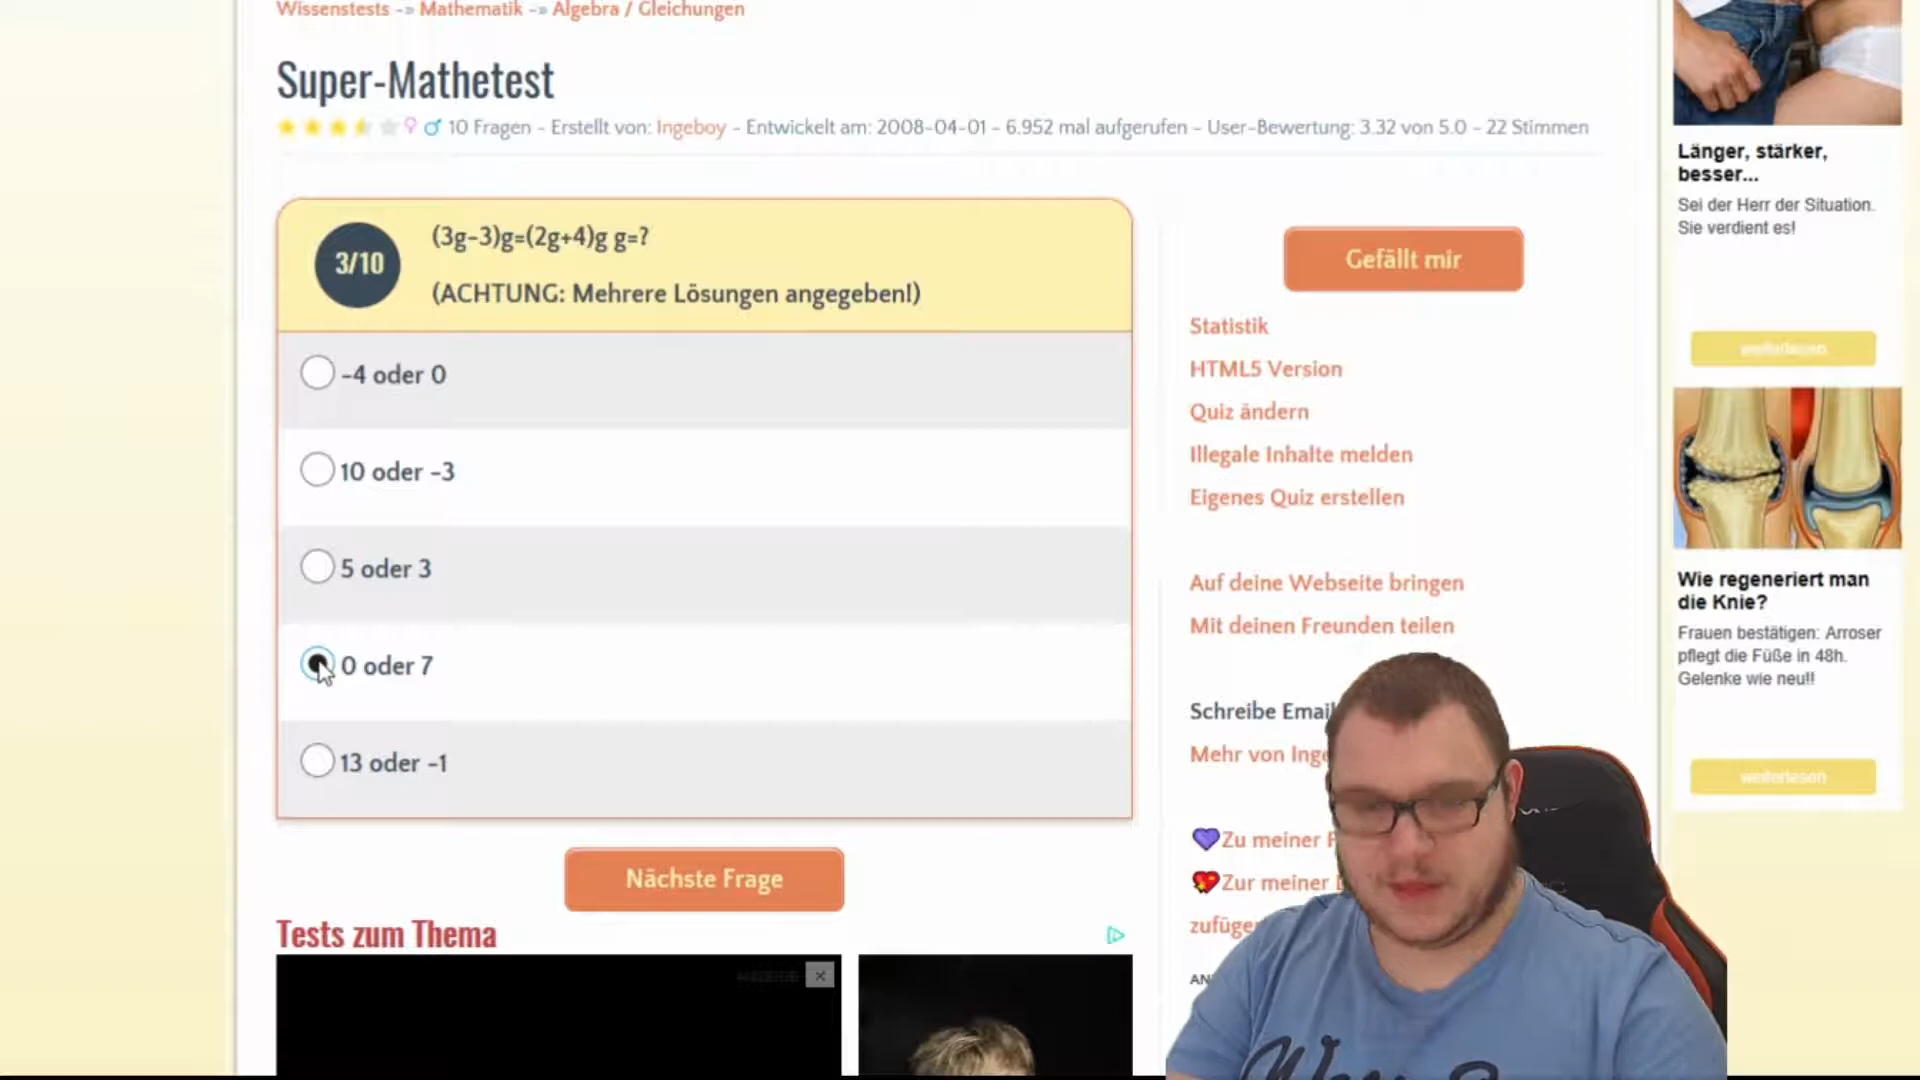 Wissenstests -» Mathematik -» Algebra / Gleichungen
Super-Mathetest
10 Fragen - Erstellt von: Ingeboy - Entwickelt am: 2008-04-01 - 6.952 mal aufgerufen - User-Bewertung: 3.32 von 5.0 - 22 Stimmen
3/10
(3g-3)g=(2g+4)g g=?
(ACHTUNG: Mehrere Lösungen angegeben!)
-4 oder 0
10 oder -3
5 oder 3
0 oder 7
13 oder -1
Nächste Frage
Tests zum Thema
Gefällt mir
Statistik
HTML5 Version
Quiz ändern
Illegale Inhalte melden
Eigenes Quiz erstellen
Auf deine Webseite bringen
Mit deinen Freunden teilen
Schreibe Email
Mehr von Inge
Zu meiner
Zur meiner
zufüge
AN
Länger, stärker,
besser...
Sei der Herr der Situation.
Sie verdient es!
weiterlesen
Wie regeneriert man
die Knie?
Frauen bestätigen: Arroser
pflegt die Füße in 48h.
Gelenke wie neu!!
weiterlesen